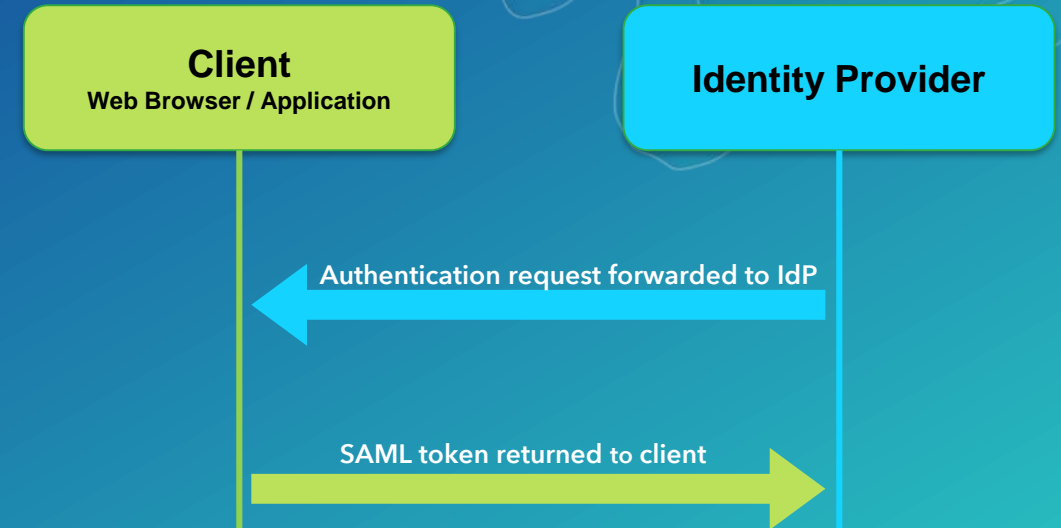 Client
Web Browser / Application
Identity Provider
Authentication request forwarded to IdP
SAML token returned to client